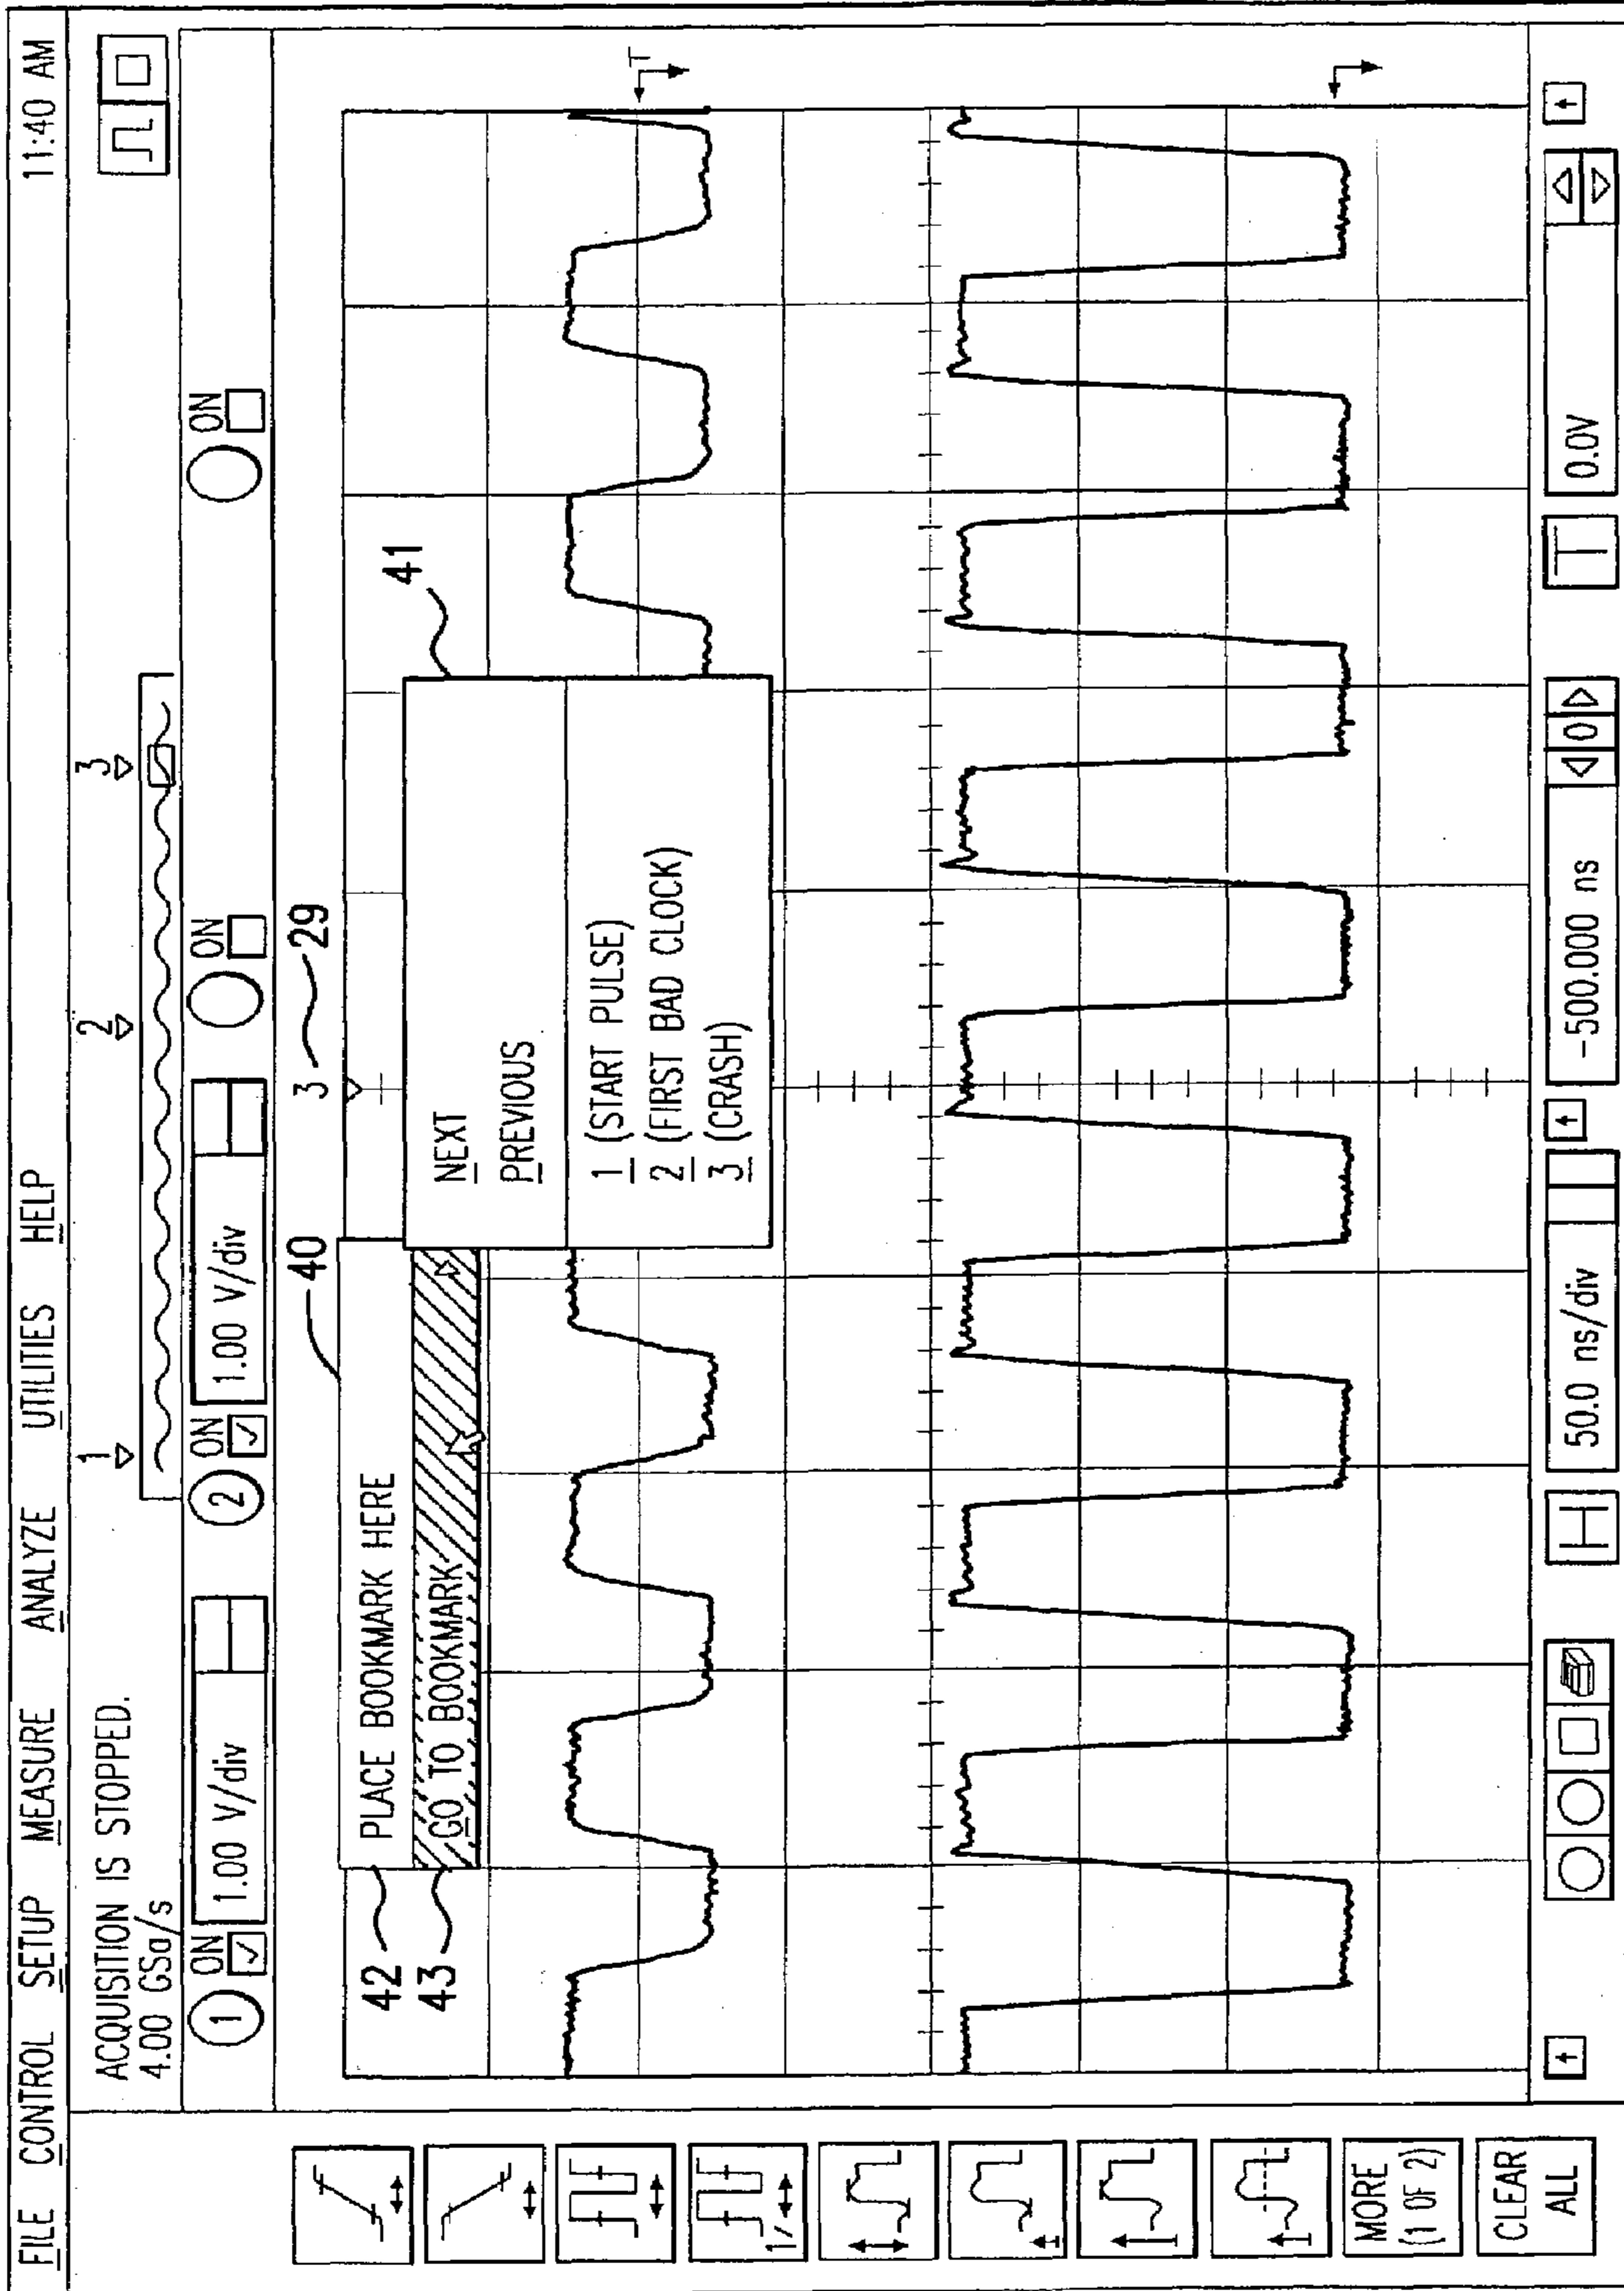 FILE CONTROL SETUP MEASURE ANALYZE UTILITIES HELP 11:40 AM
ACQUISITION IS STOPPED.
4.00 GSa/s
1 2 3
1 ON 1.00 V/div 2 ON 1.00 V/div ON ON
40 3 29
42 PLACE BOOKMARK HERE
43 GO TO BOOKMARK
41
NEXT
PREVIOUS
1 (START PULSE)
2 (FIRST BAD CLOCK)
3 (CRASH)
T
1/
MORE
(1 OF 2)
CLEAR
ALL
H 50.0 ns/div -500.000 ns 0 T 0.0V